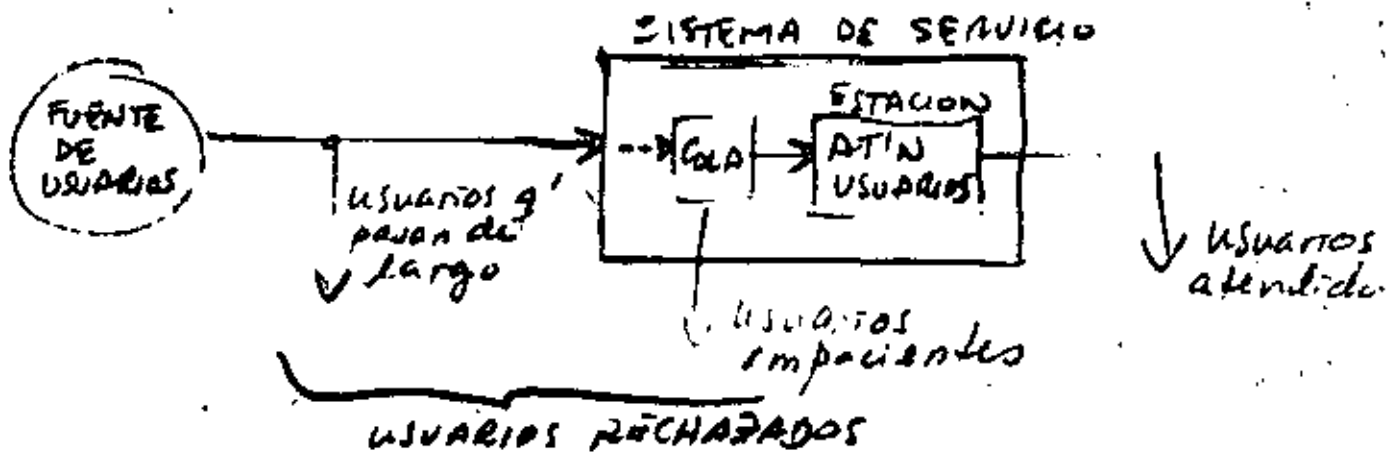 SISTEMA DE SERVICIO
FUENTE
DE
USUARIOS
COLA
ESTACION
AT'N
USUARIOS
usuarios q'
pasan de
largo
usuarios
impacientes
usuarios
atendido
USUARIOS RECHAZADOS